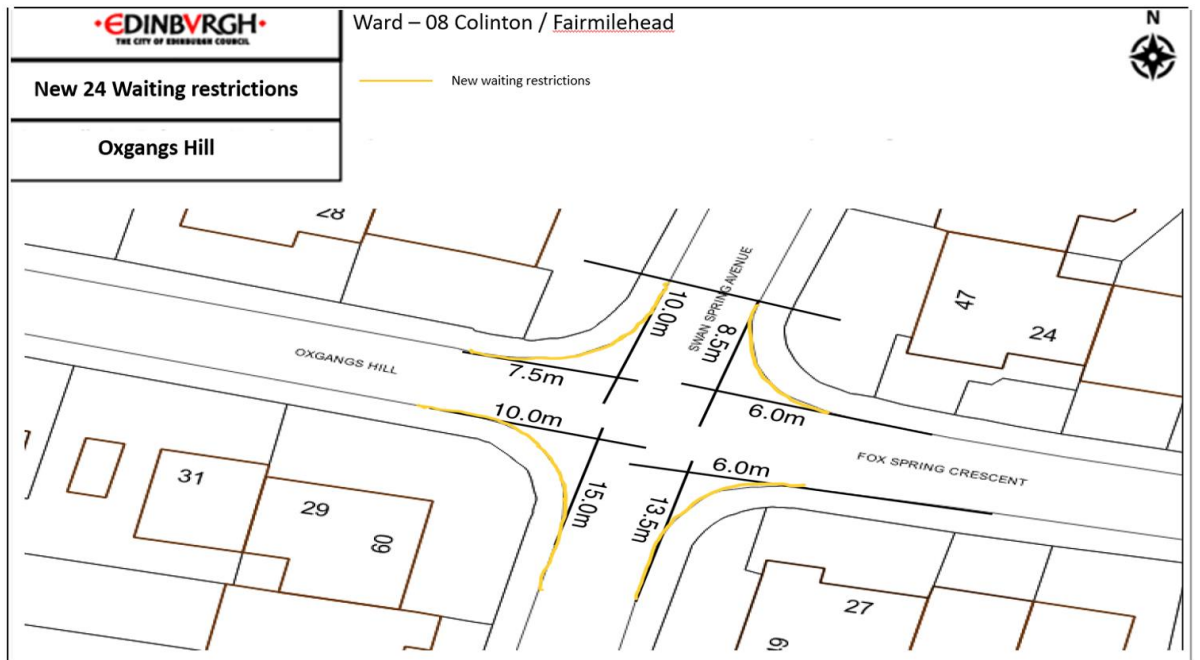 •EDINBVRGH•
THE CITY OF EDINBURGH COUNCIL
Ward – 08 Colinton / Fairmilehead
N
New waiting restrictions
New 24 Waiting restrictions
Oxgangs Hill
28
SWAN SPRING AVENUE
10.0m
8.5m
47
24
OXGANGS HILL
7.5m
10.0m
6.0m
FOX SPRING CRESCENT
6.0m
31
29
60
15.0m
13.5m
27